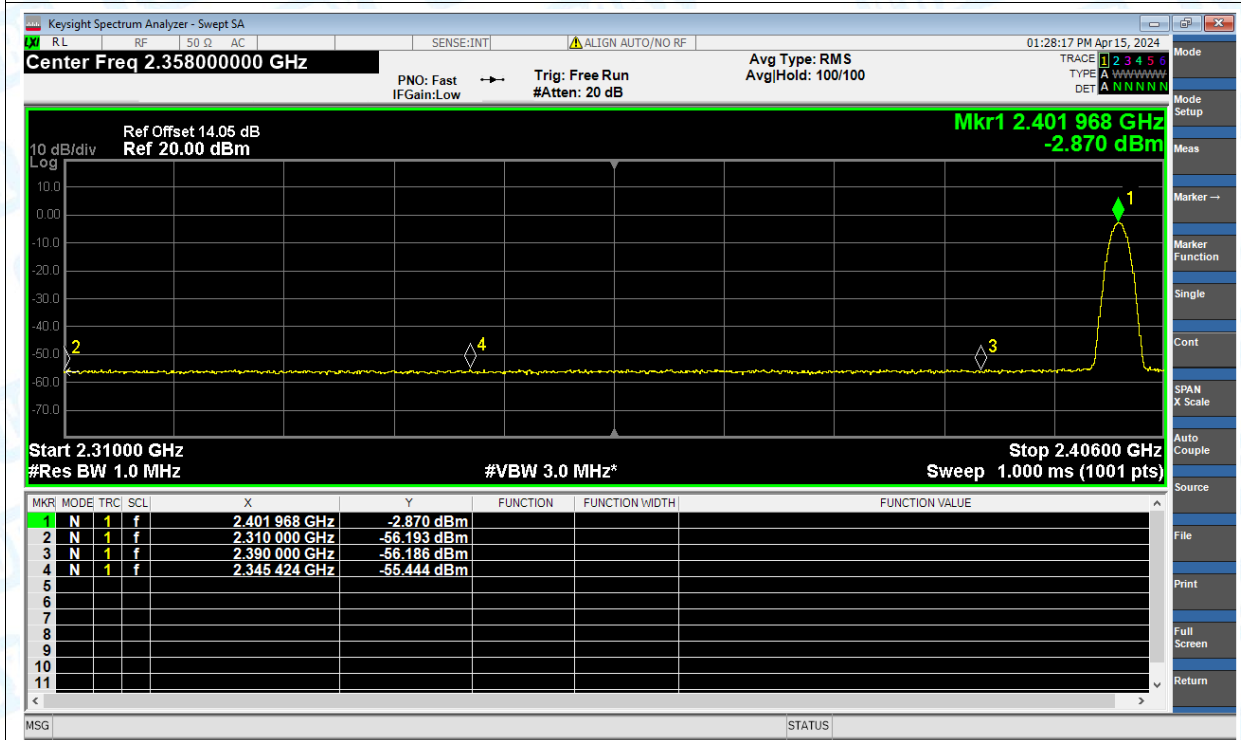 Keysight Spectrum Analyzer - Swept SA
LXI RL RF 50 Ω AC SENSE:INT ALIGN AUTO/NO RF 01:28:17 PM Apr 15, 2024
Center Freq 2.358000000 GHz
PNO: Fast
IFGain:Low
Trig: Free Run
#Atten: 20 dB
Avg Type: RMS
Avg|Hold: 100/100
TRACE 1 2 3 4 5 6
TYPE A WWWWW
DET A N N N N N
Ref Offset 14.05 dB
10 dB/div Ref 20.00 dBm
Log
Mkr1 2.401 968 GHz
-2.870 dBm
10.0
0.00
-10.0
-20.0
-30.0
-40.0
-50.0
-60.0
-70.0
1
2
4
3
Start 2.31000 GHz Stop 2.40600 GHz
#Res BW 1.0 MHz #VBW 3.0 MHz* Sweep 1.000 ms (1001 pts)
MKR MODE TRC SCL X Y FUNCTION FUNCTION WIDTH FUNCTION VALUE
1 N 1 f 2.401 968 GHz -2.870 dBm
2 N 1 f 2.310 000 GHz -56.193 dBm
3 N 1 f 2.390 000 GHz -56.186 dBm
4 N 1 f 2.345 424 GHz -55.444 dBm
5
6
7
8
9
10
11
MSG STATUS
Mode
Mode
Setup
Meas
Marker →
Marker
Function
Single
Cont
SPAN
X Scale
Auto
Couple
Source
File
Print
Full
Screen
Return